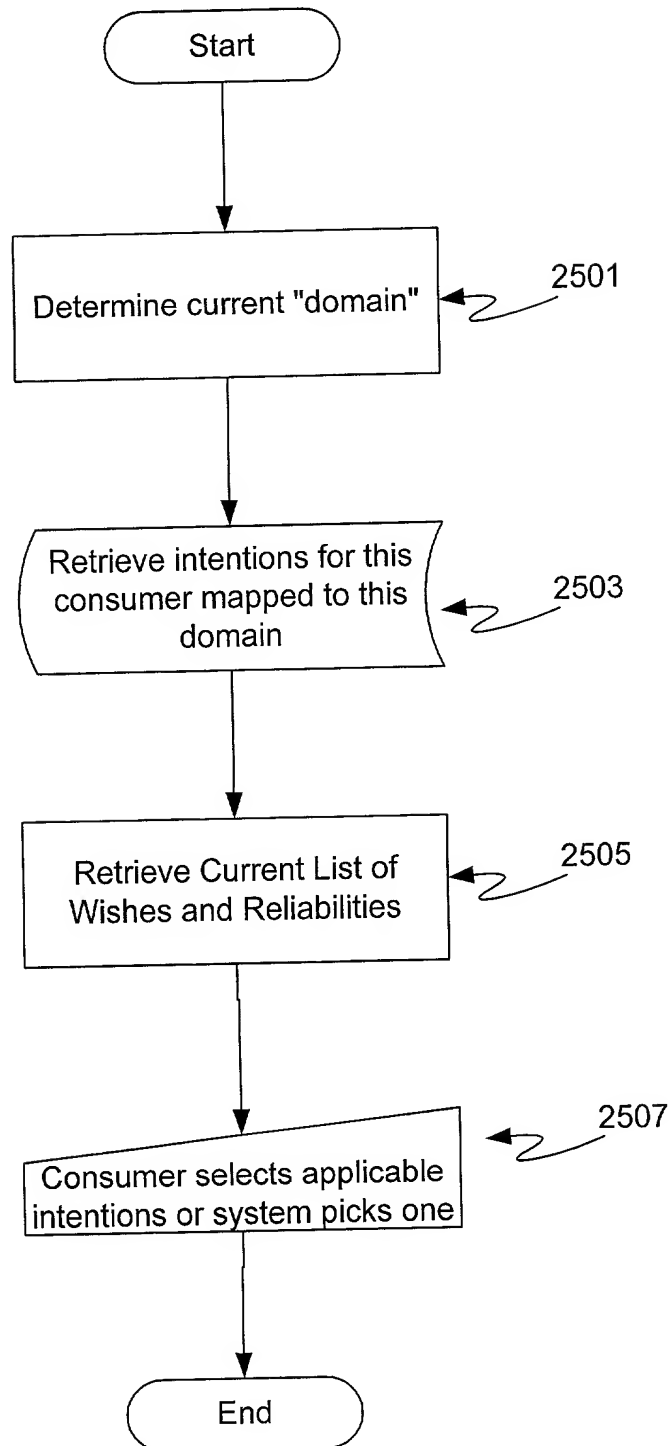 Start
Determine current "domain"
2501
Retrieve intentions for this
consumer mapped to this
domain
2503
Retrieve Current List of
Wishes and Reliabilities
2505
Consumer selects applicable
intentions or system picks one
2507
End